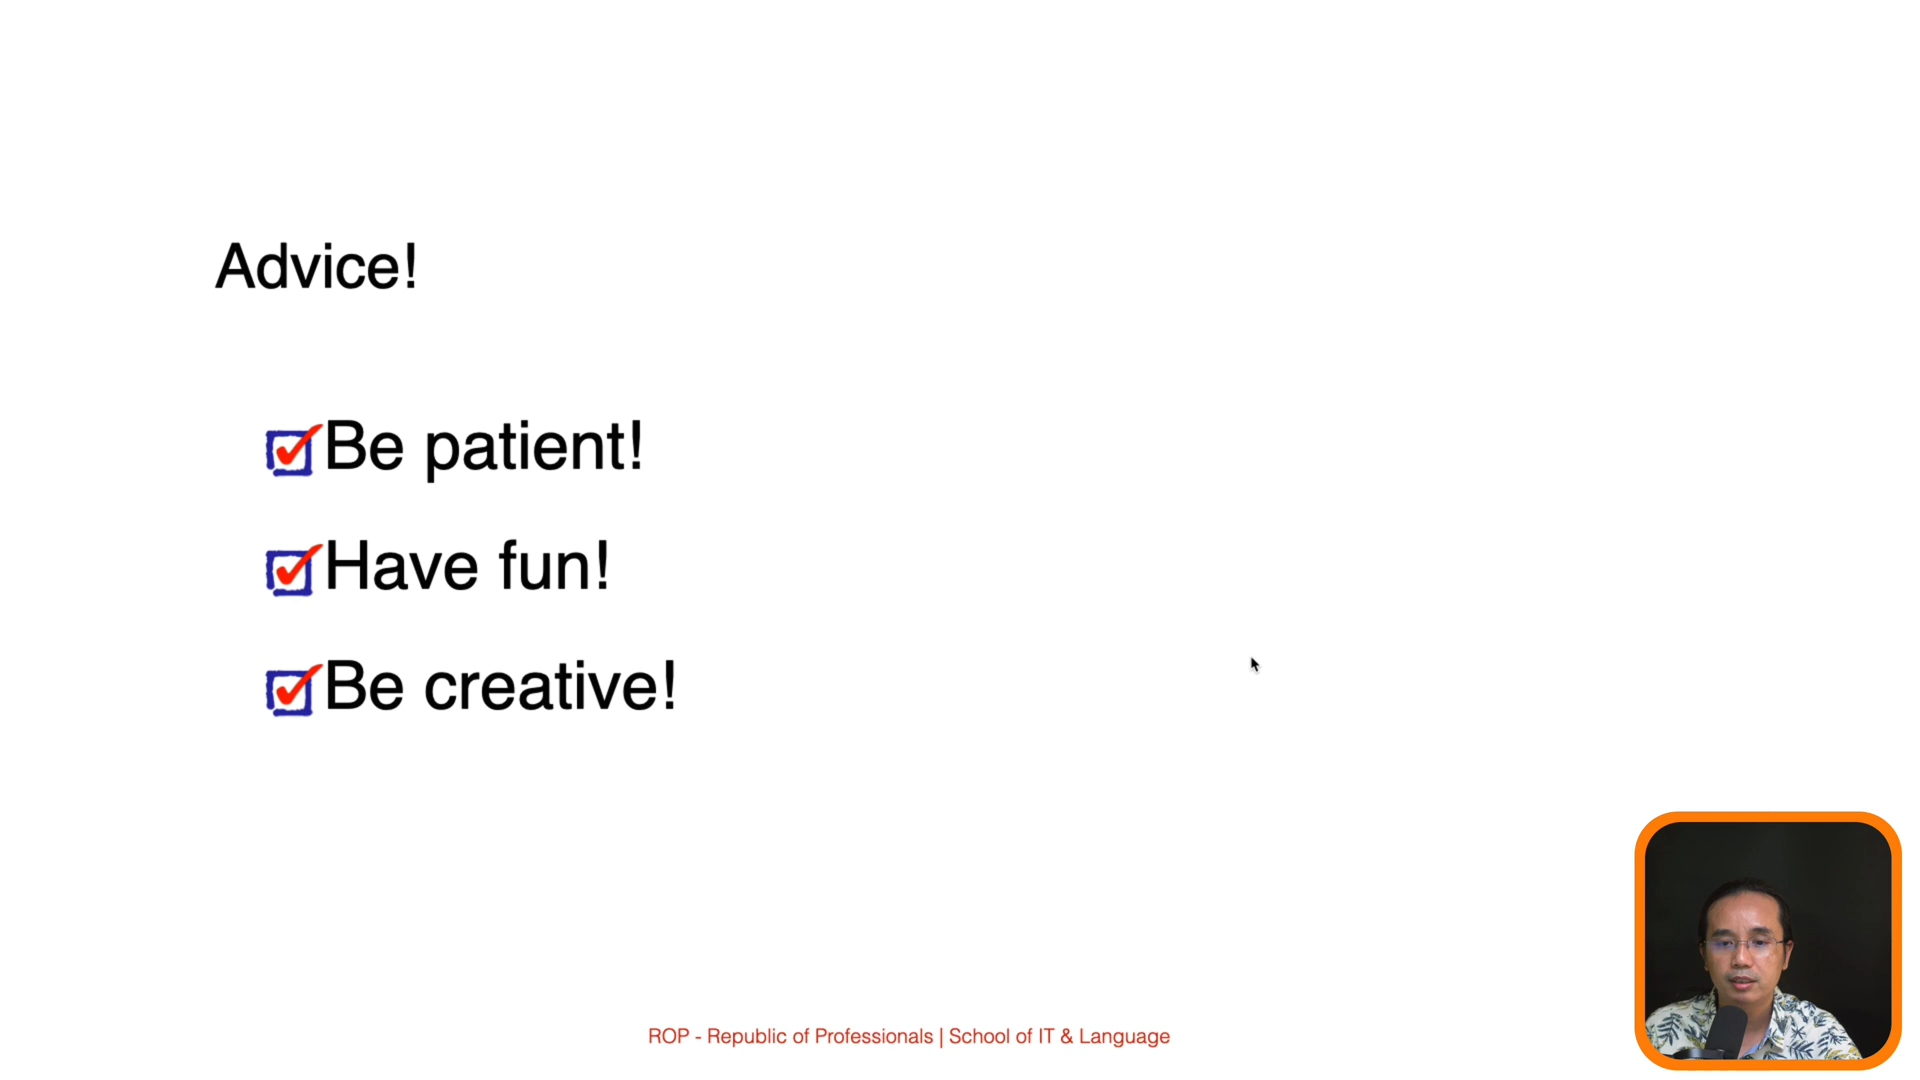 Advice!
Be patient!
Have fun!
Be creative!
ROP - Republic of Professionals | School of IT & Language